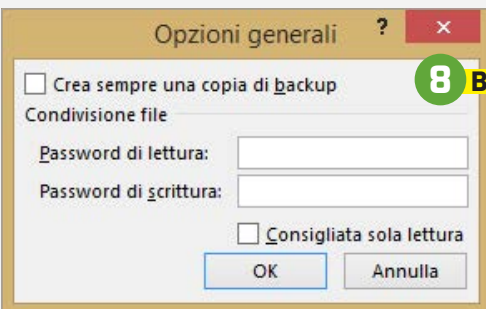 Opzioni generali ? ×
Crea sempre una copia di backup
8 B
Condivisione file
Password di lettura:
Password di scrittura:
Consigliata sola lettura
OK Annulla